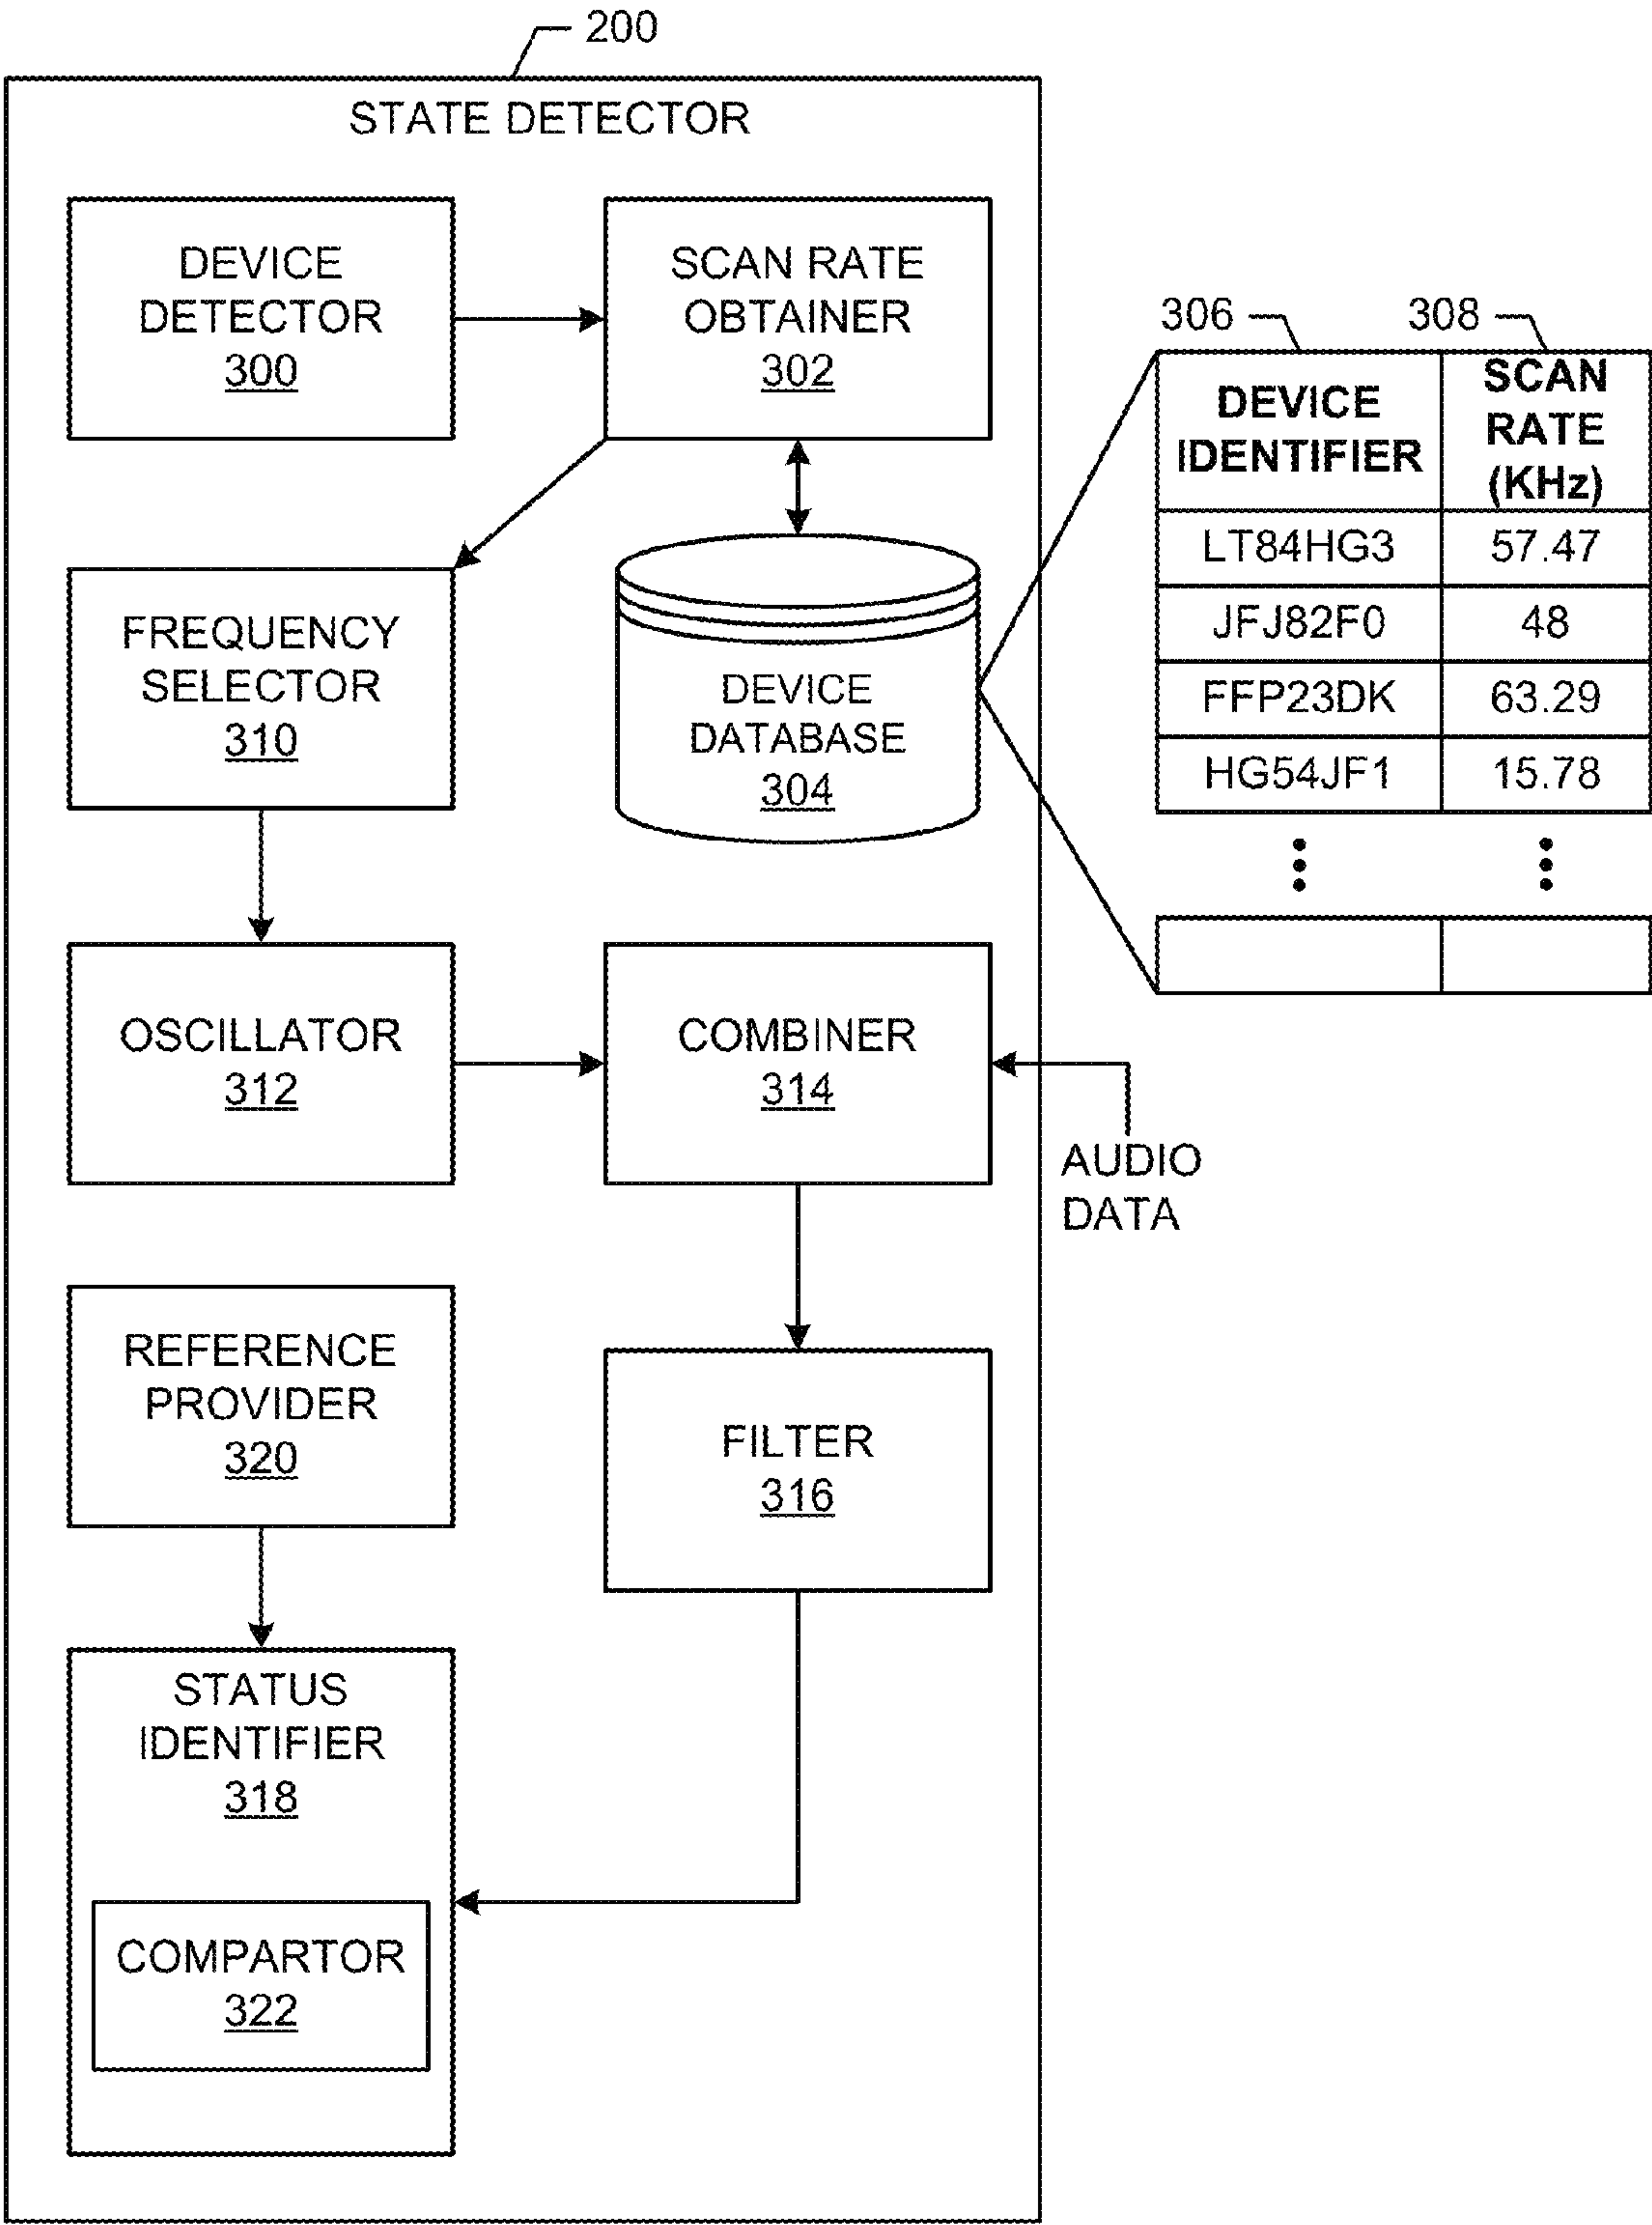 200
STATE DETECTOR
DEVICE
DETECTOR
300
SCAN RATE
OBTAINER
302
306
308
DEVICE
IDENTIFIER
SCAN
RATE
(KHz)
LT84HG3 57.47
JFJ82F0 48
FFP23DK 63.29
HG54JF1 15.78
FREQUENCY
SELECTOR
310
DEVICE
DATABASE
304
OSCILLATOR
312
COMBINER
314
AUDIO
DATA
REFERENCE
PROVIDER
320
FILTER
316
STATUS
IDENTIFIER
318
COMPARTOR
322